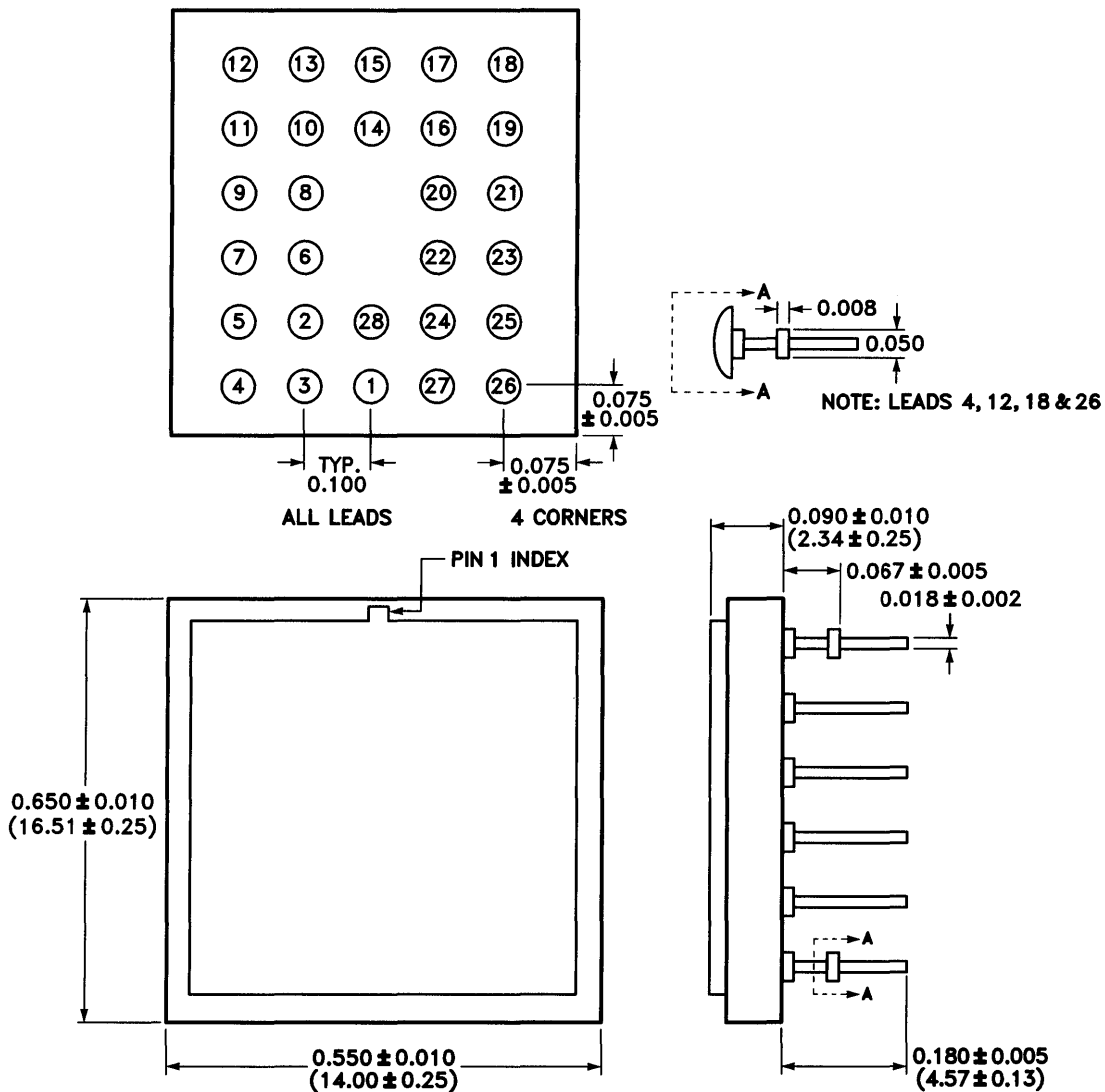 12 13 15 17 18
11 10 14 16 19
9 8 20 21
7 6 22 23
5 2 28 24 25
4 3 1 27 26
0.075
± 0.005
TYP.
0.100
0.075
± 0.005
ALL LEADS
4 CORNERS
A
0.008
0.050
A
NOTE: LEADS 4, 12, 18 & 26
PIN 1 INDEX
0.650 ± 0.010
(16.51 ± 0.25)
0.550 ± 0.010
(14.00 ± 0.25)
0.090 ± 0.010
(2.34 ± 0.25)
0.067 ± 0.005
0.018 ± 0.002
A
A
0.180 ± 0.005
(4.57 ± 0.13)